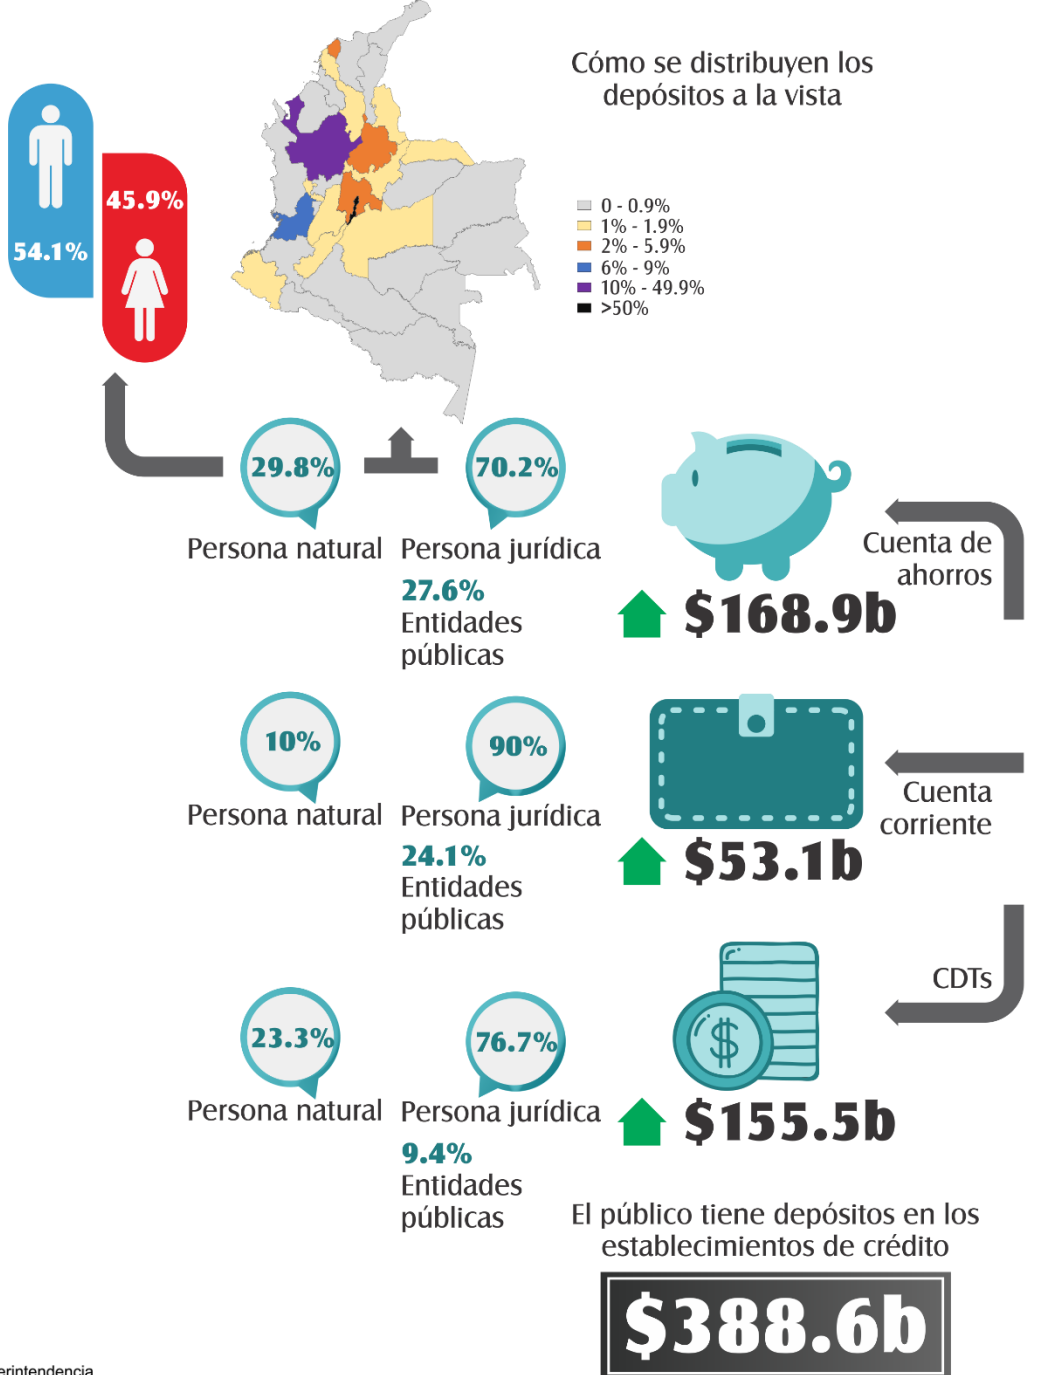 Cómo se distribuyen los
depósitos a la vista
45.9%
54.1%
0 - 0.9%
1% - 1.9%
2% - 5.9%
6% - 9%
10% - 49.9%
>50%
29.8%
70.2%
Persona natural
Persona jurídica
27.6%
Entidades
públicas
Cuenta de
ahorros
$168.9b
10%
90%
Persona natural
Persona jurídica
24.1%
Entidades
públicas
Cuenta
corriente
$53.1b
23.3%
76.7%
Persona natural
Persona jurídica
9.4%
Entidades
públicas
CDTs
$
$155.5b
El público tiene depósitos en los
establecimientos de crédito
$388.6b
erintendencia